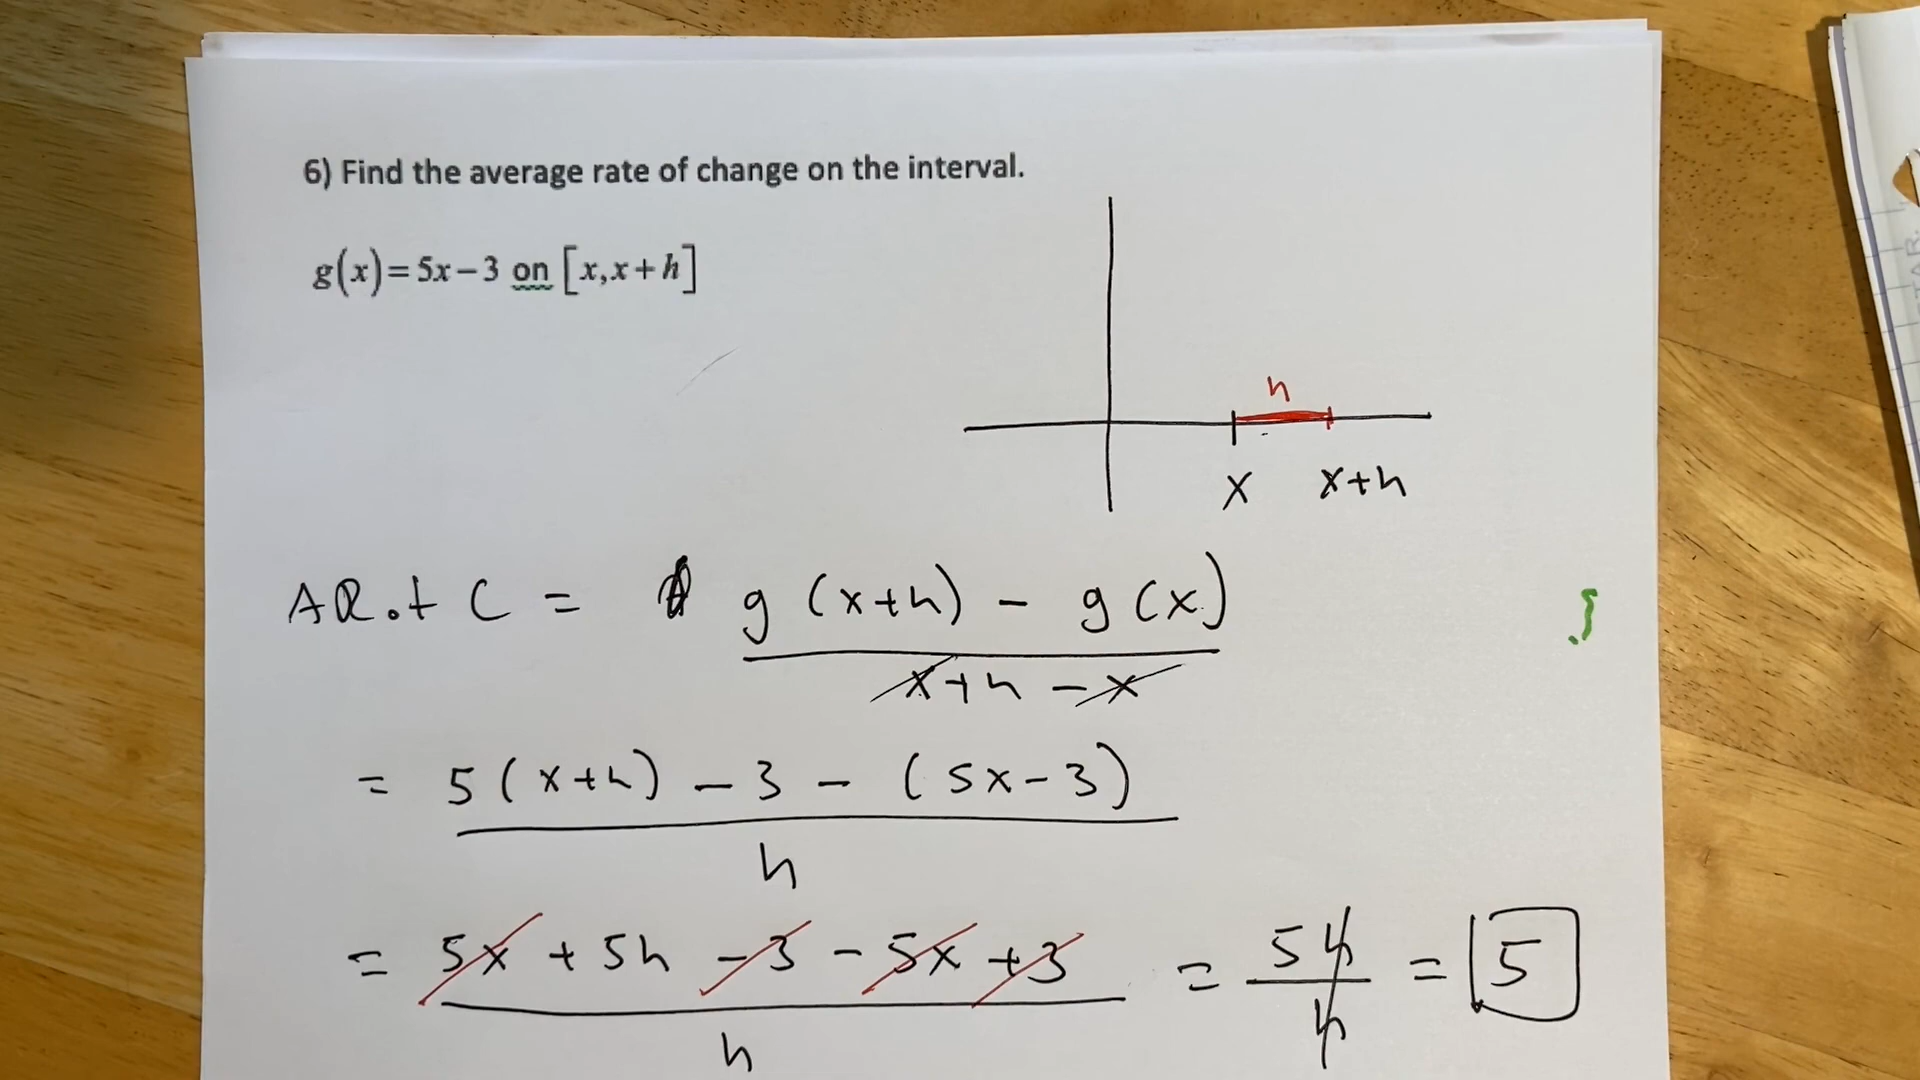 6) Find the average rate of change on the interval.
g(x)= 5x-3 on [x,x+h]
h
x x+h
AR.of C = g(x+h) - g(x)
x+h - x
= 5(x+h) - 3 - (5x-3)
h
= 5x + 5h - 3 - 5x + 3 = 5h = 5
h h